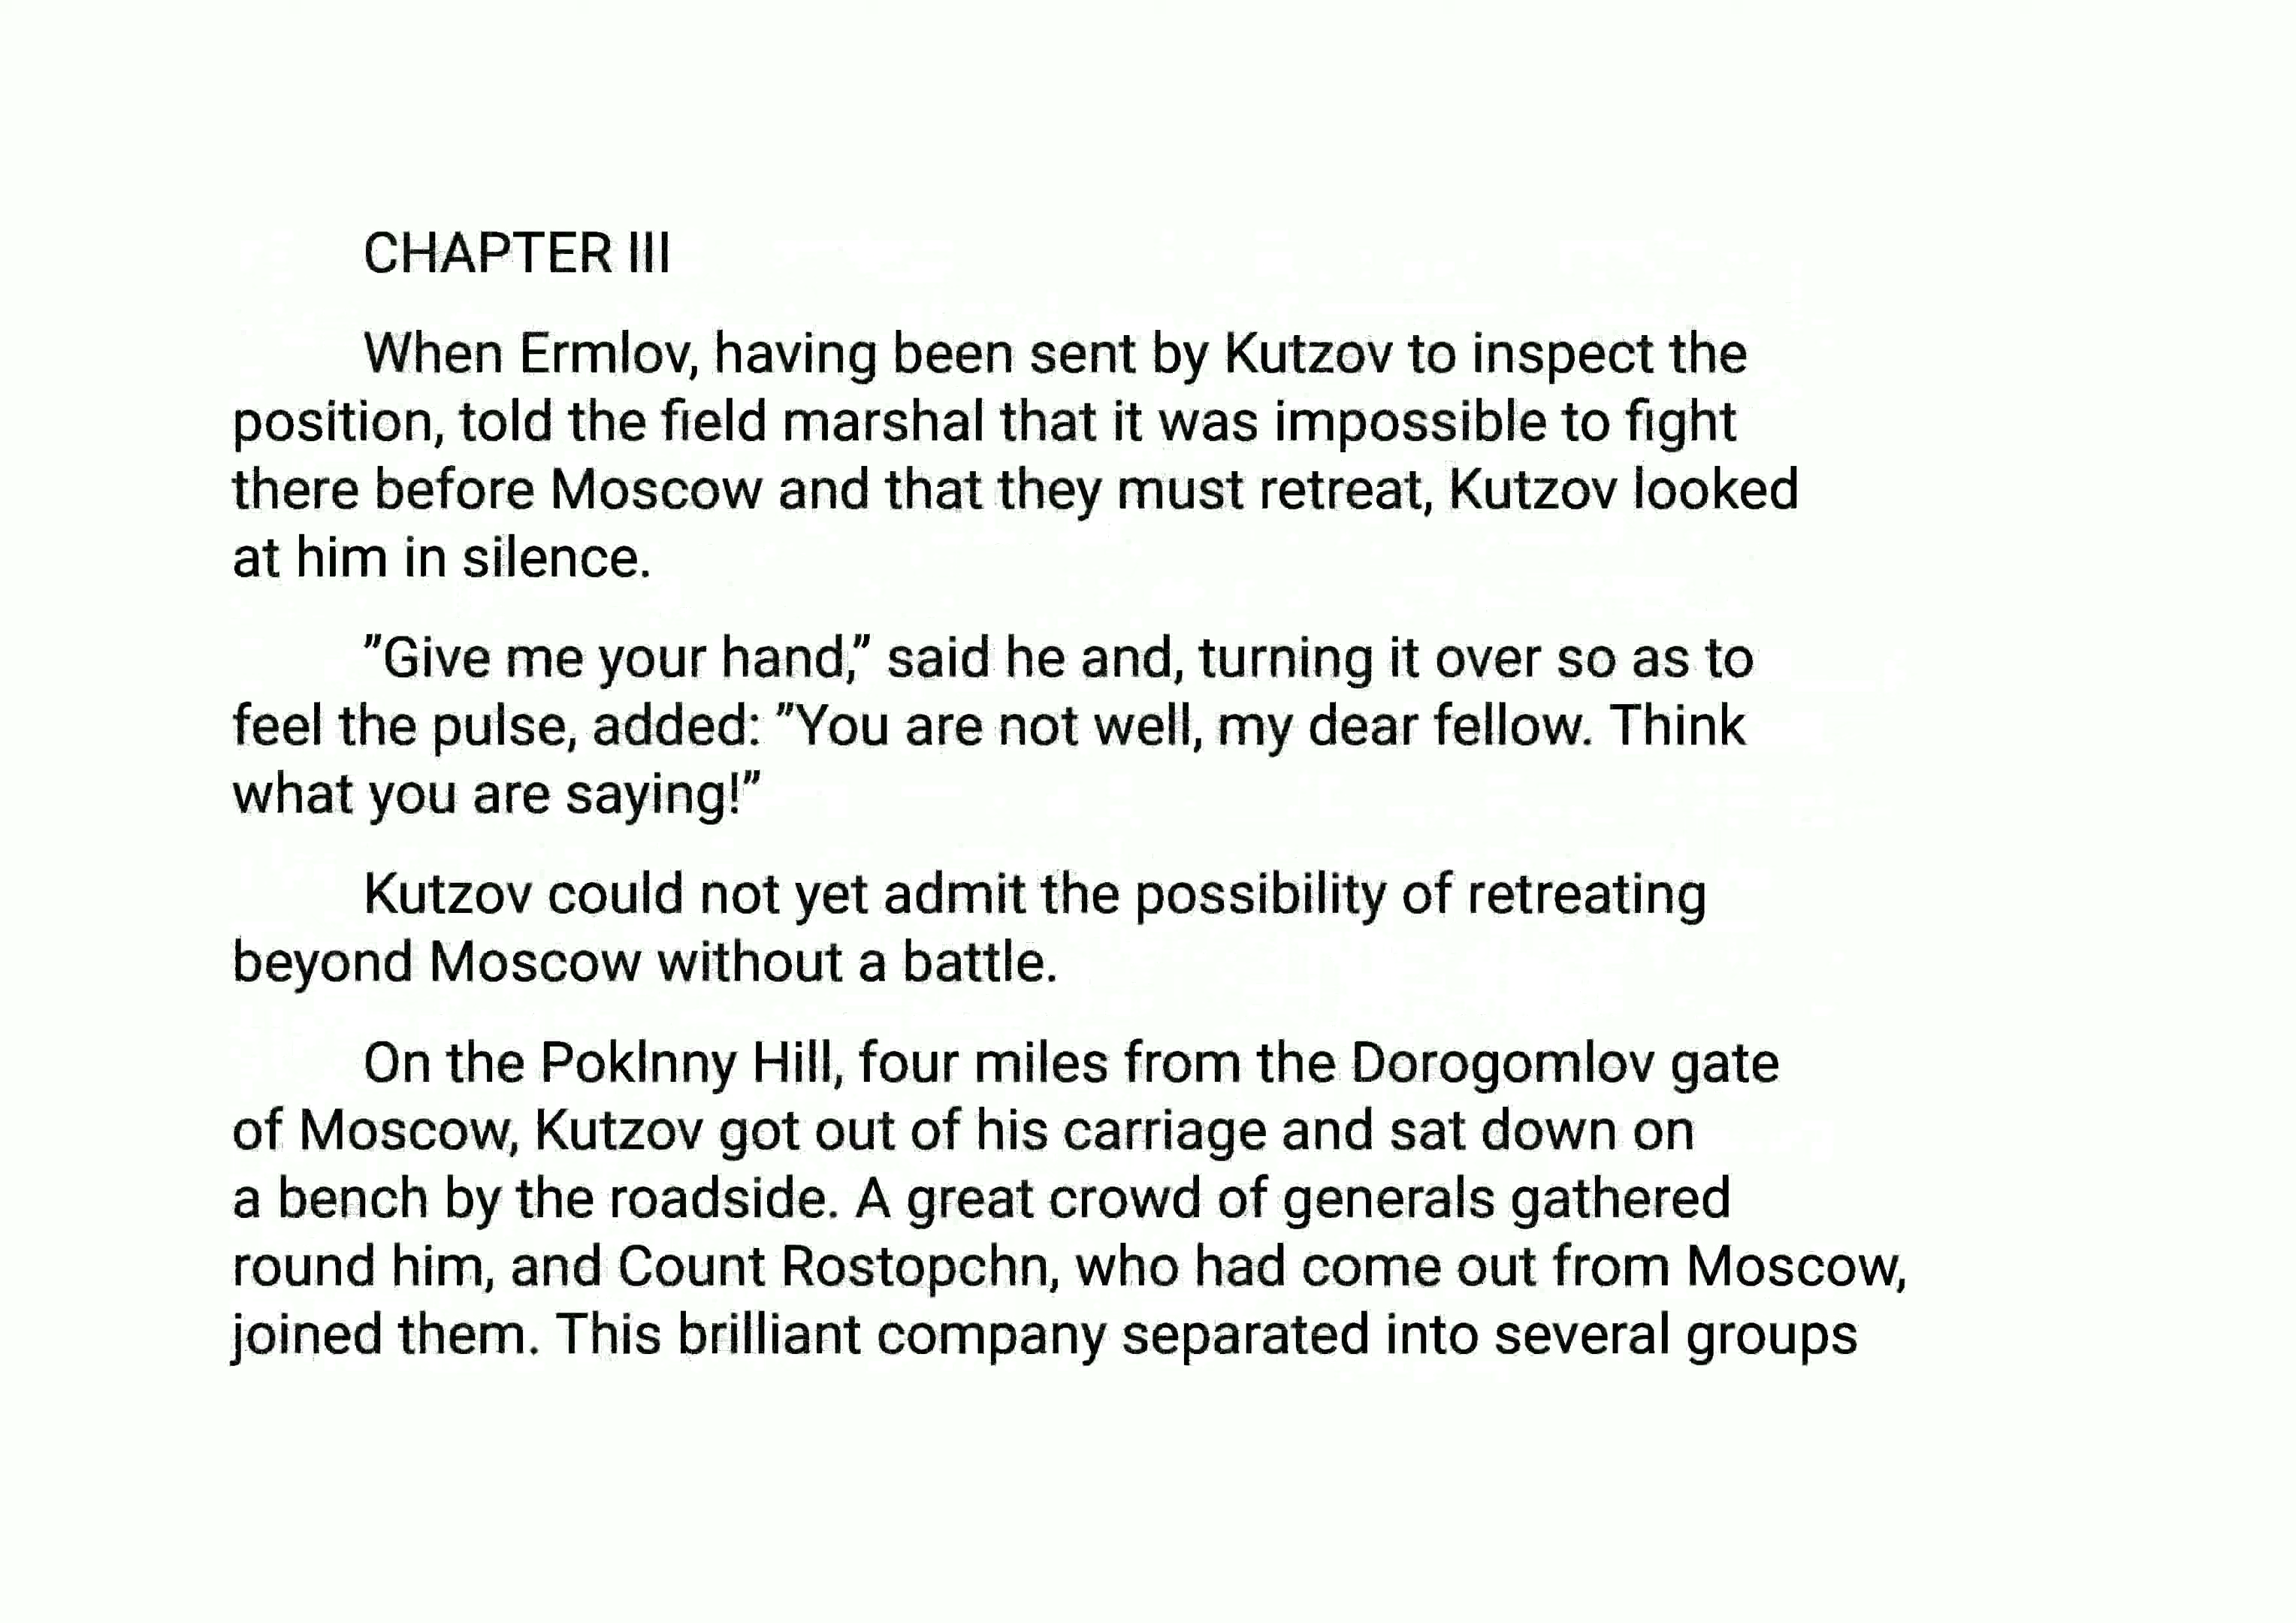 CHAPTER III
When Ermlov, having been sent by Kutzov to inspect the
position, told the field marshal that it was impossible to fight
there before Moscow and that they must retreat, Kutzov looked
at him in silence.
”Give me your hand,” said he and, turning it over so as to
feel the pulse, added: ”You are not well, my dear fellow. Think
what you are saying!”
Kutzov could not yet admit the possibility of retreating
beyond Moscow without a battle.
On the Poklnny Hill, four miles from the Dorogomlov gate
of Moscow, Kutzov got out of his carriage and sat down on
a bench by the roadside. A great crowd of generals gathered
round him, and Count Rostopchn, who had come out from Moscow,
joined them. This brilliant company separated into several groups